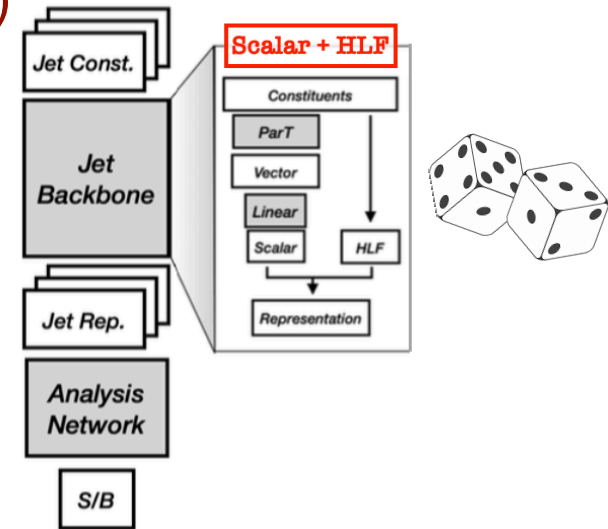 Jet Const.
Jet
Backbone
Jet Rep.
Analysis
Network
S/B
Scalar + HLF
Constituents
ParT
Vector
Linear
Scalar
HLF
Representation